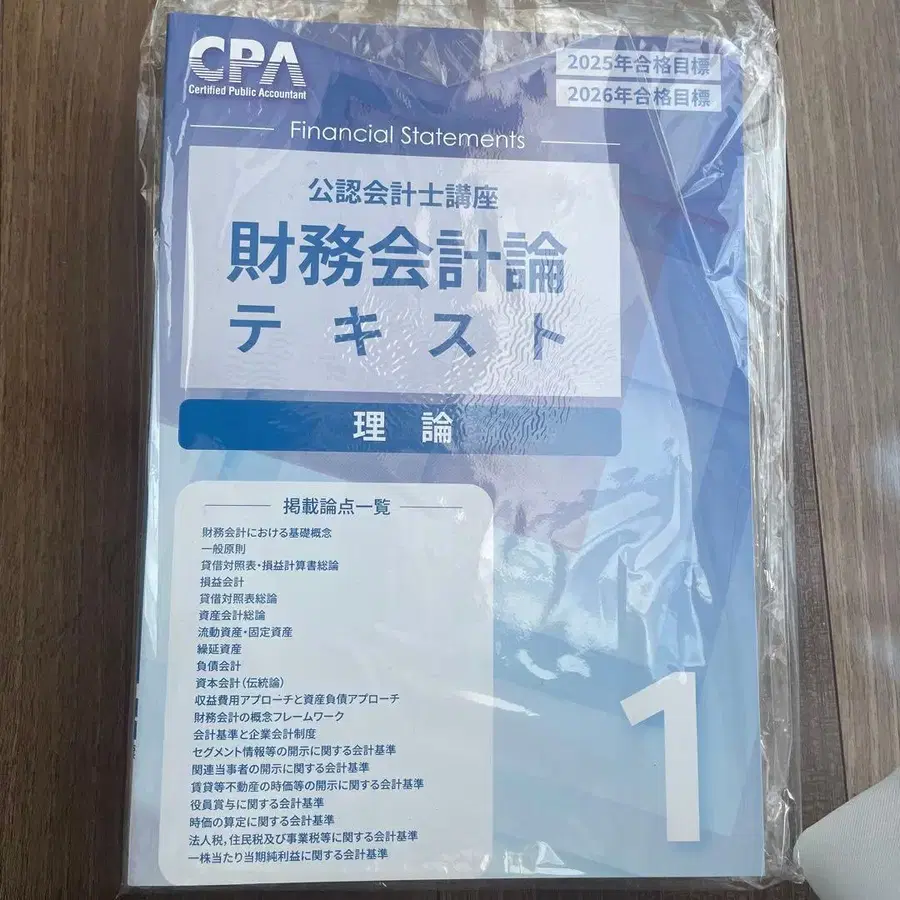 CPA
Certified Public Accountant
2025年合格目標
2026年合格目標
Financial Statements
公認会計士講座
財務会計論
テキスト
理論
掲載論点一覧
財務会計における基礎概念
一般原則
貸借対照表・損益計算書総論
損益会計
貸借対照表総論
資産会計総論
流動資産・固定資産
繰延資産
負債会計
資本会計(伝統論)
収益費用アプローチと資産負債アプローチ
財務会計の概念フレームワーク
会計基準と企業会計制度
セグメント情報等の開示に関する会計基準
関連当事者の開示に関する会計基準
賃貸等不動産の時価等の開示に関する会計基準
役員賞与に関する会計基準
時価の算定に関する会計基準
法人税,住民税及び事業税等に関する会計基準
一株当たり当期純利益に関する会計基準
1